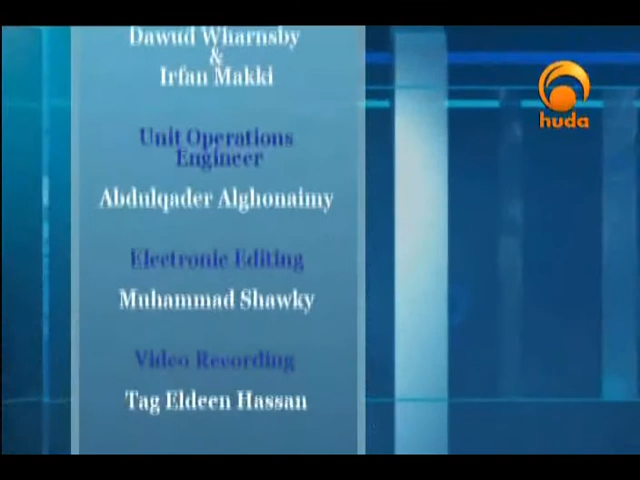 Dawud Wharnsby
&
Irfan Makki
Unit Operations
Engineer
Abdulqader Alghonaimy
Electronic Editing
Muhammad Shawky
Video Recording
Tag Eldeen Hassan
huda